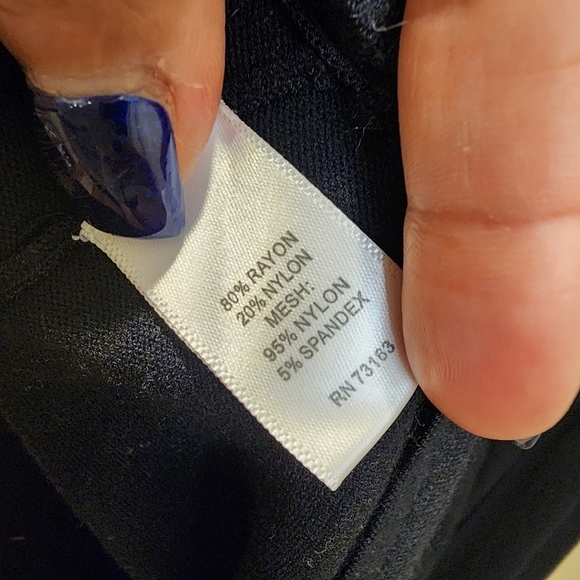 80% RAYON
20% NYLON
MESH:
95% NYLON
5% SPANDEX
RN 73163